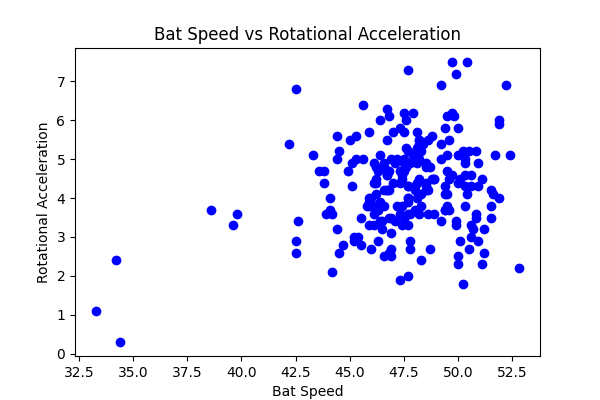 Bat Speed vs Rotational Acceleration
Rotational Acceleration
7
6
5
4
3
2
1
0
32.5 35.0 37.5 40.0 42.5 45.0 47.5 50.0 52.5
Bat Speed